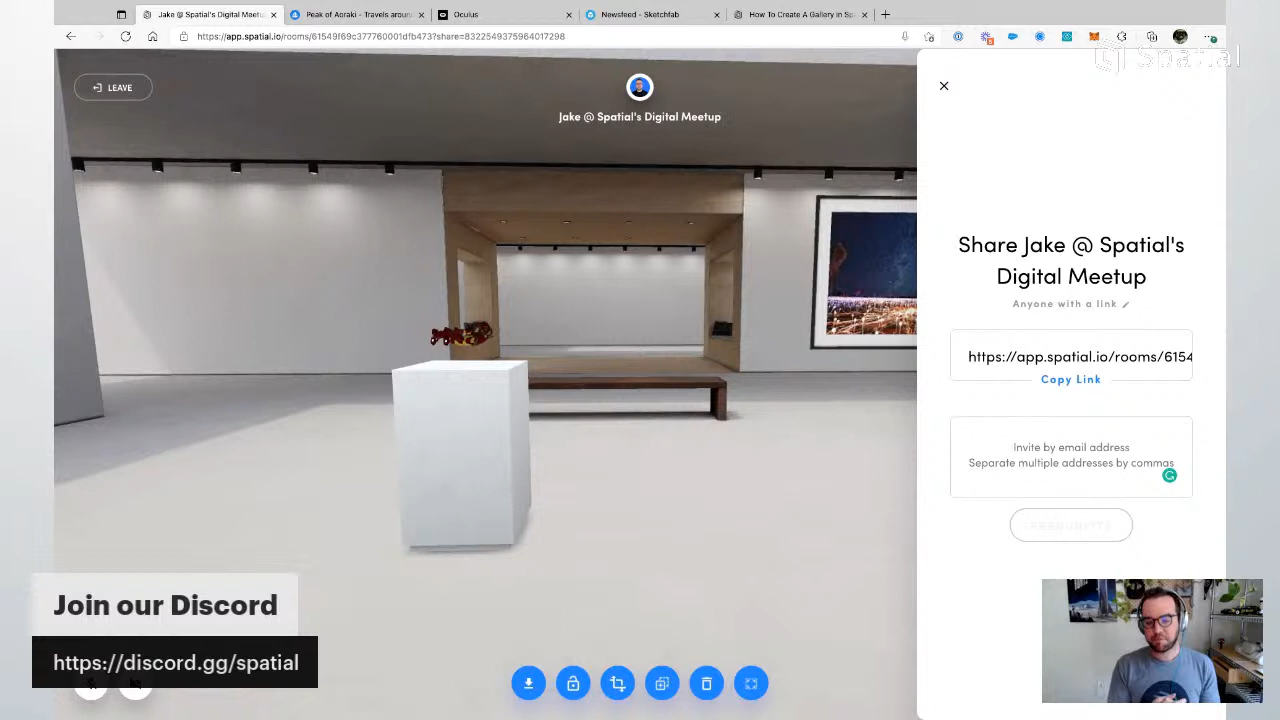 Jake @ Spatial's Digital Meetup
Peak of Aoraki - Travels aroun
Oculus
Newsfeed - Sketchfab
How To Create A Gallery in Sp
https://app.spatial.io/rooms/61549f69c377760001dfb473?share=8322549375964017298
Spatial
LEAVE
Jake @ Spatial's Digital Meetup
Share Jake @ Spatial's
Digital Meetup
Anyone with a link
https://app.spatial.io/rooms/6154
Copy Link
Invite by email address
Separate multiple addresses by commas
Join our Discord
https://discord.gg/spatial